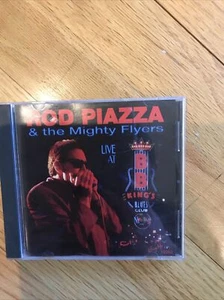 ROD PIAZZA
& the Mighty Flyers
LIVE
AT
B
B
KING'S
BLUES
CLUB